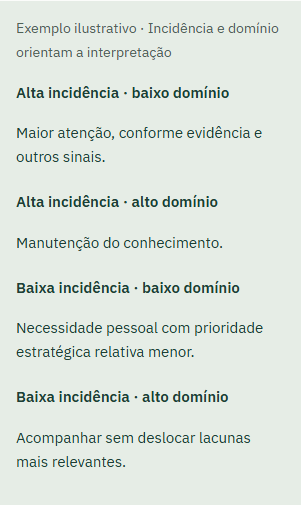 Exemplo ilustrativo · Incidência e domínio
orientam a interpretação
Alta incidência · baixo domínio
Maior atenção, conforme evidência e
outros sinais.
Alta incidência · alto domínio
Manutenção do conhecimento.
Baixa incidência · baixo domínio
Necessidade pessoal com prioridade
estratégica relativa menor.
Baixa incidência · alto domínio
Acompanhar sem deslocar lacunas
mais relevantes.